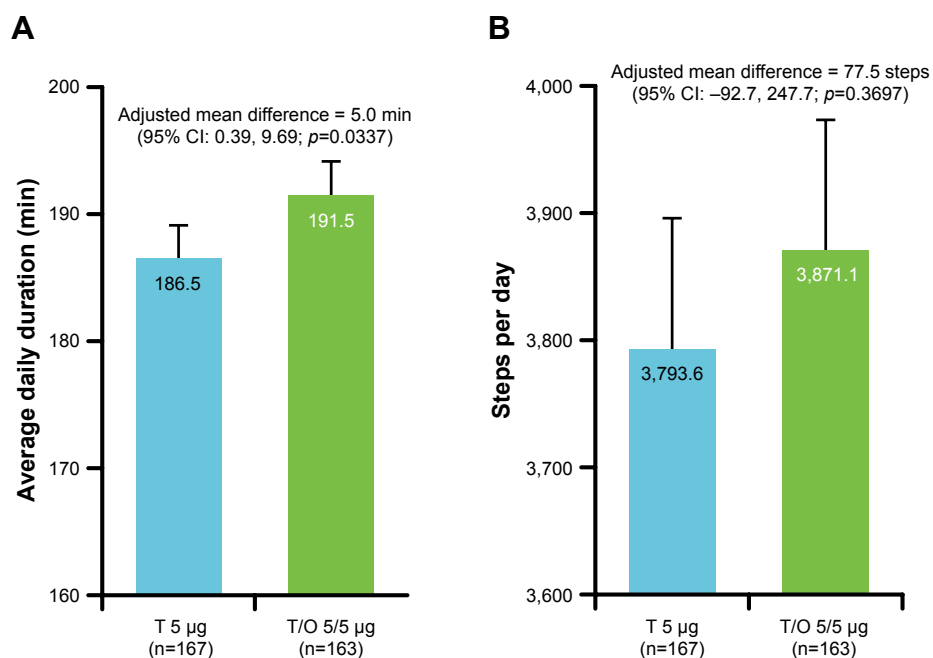 A
Adjusted mean difference = 5.0 min
(95% CI: 0.39, 9.69; p=0.0337)
Average daily duration (min)
200
190
180
170
160
186.5
191.5
T 5 µg
(n=167)
T/O 5/5 µg
(n=163)
B
Adjusted mean difference = 77.5 steps
(95% CI: –92.7, 247.7; p=0.3697)
Steps per day
4,000
3,900
3,800
3,700
3,600
3,793.6
3,871.1
T 5 µg
(n=167)
T/O 5/5 µg
(n=163)